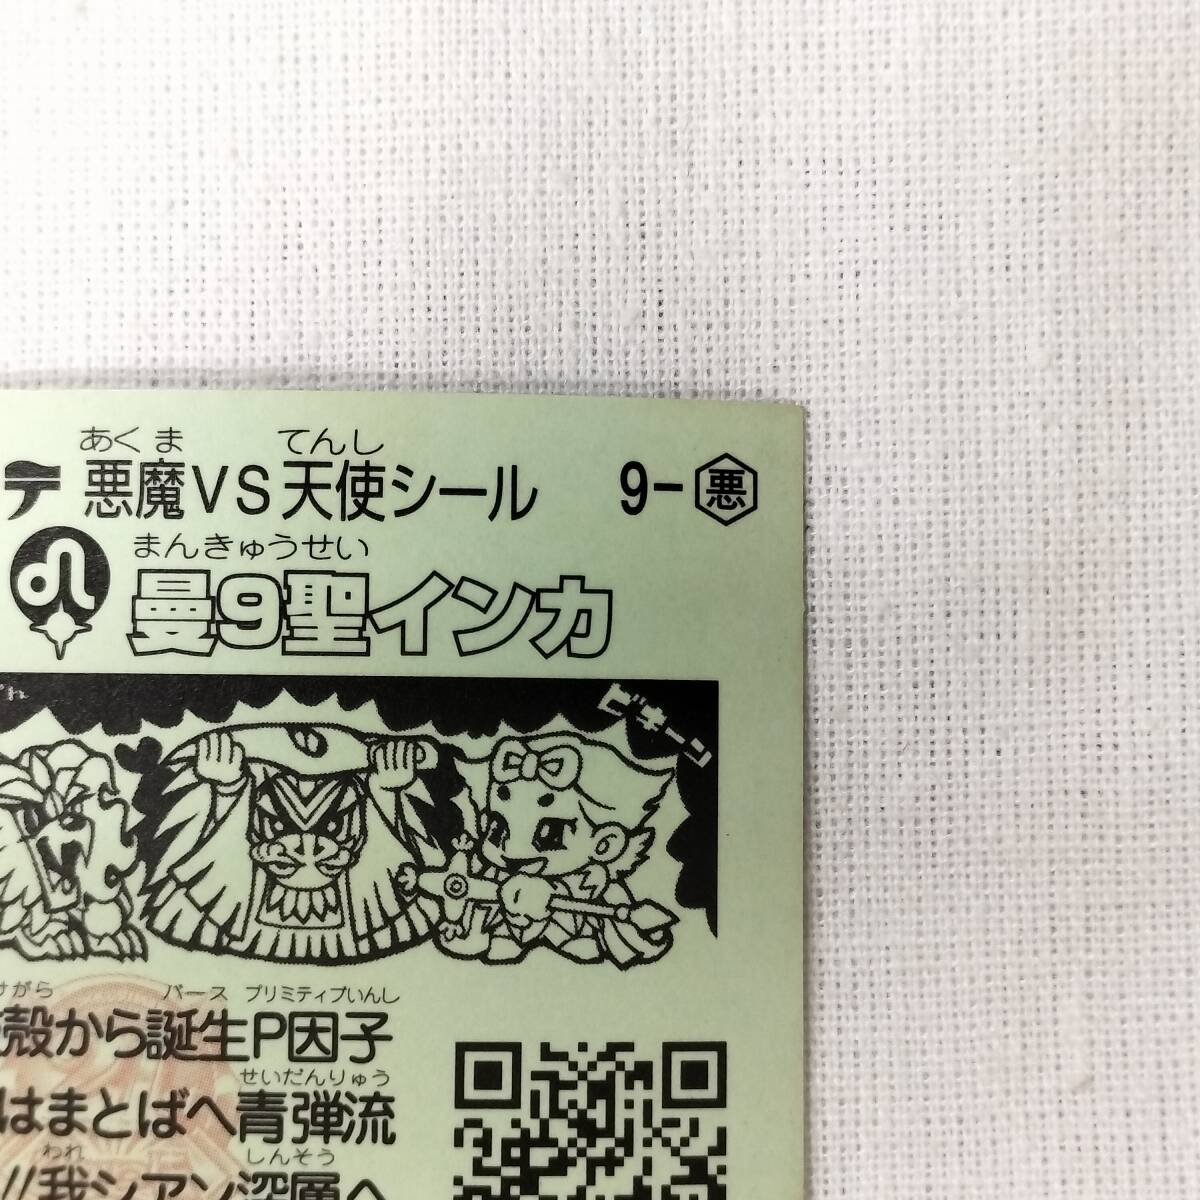 あくま てんし
テ 悪魔VS天使シール 9-悪
まんきゅうせい
曼9聖インカ
ビキーン
けがら バース プリミティブいんし
殻から誕生P因子
せいだんりゅう
はまとばへ青弾流
われ しんそう
//我シアン深層へ